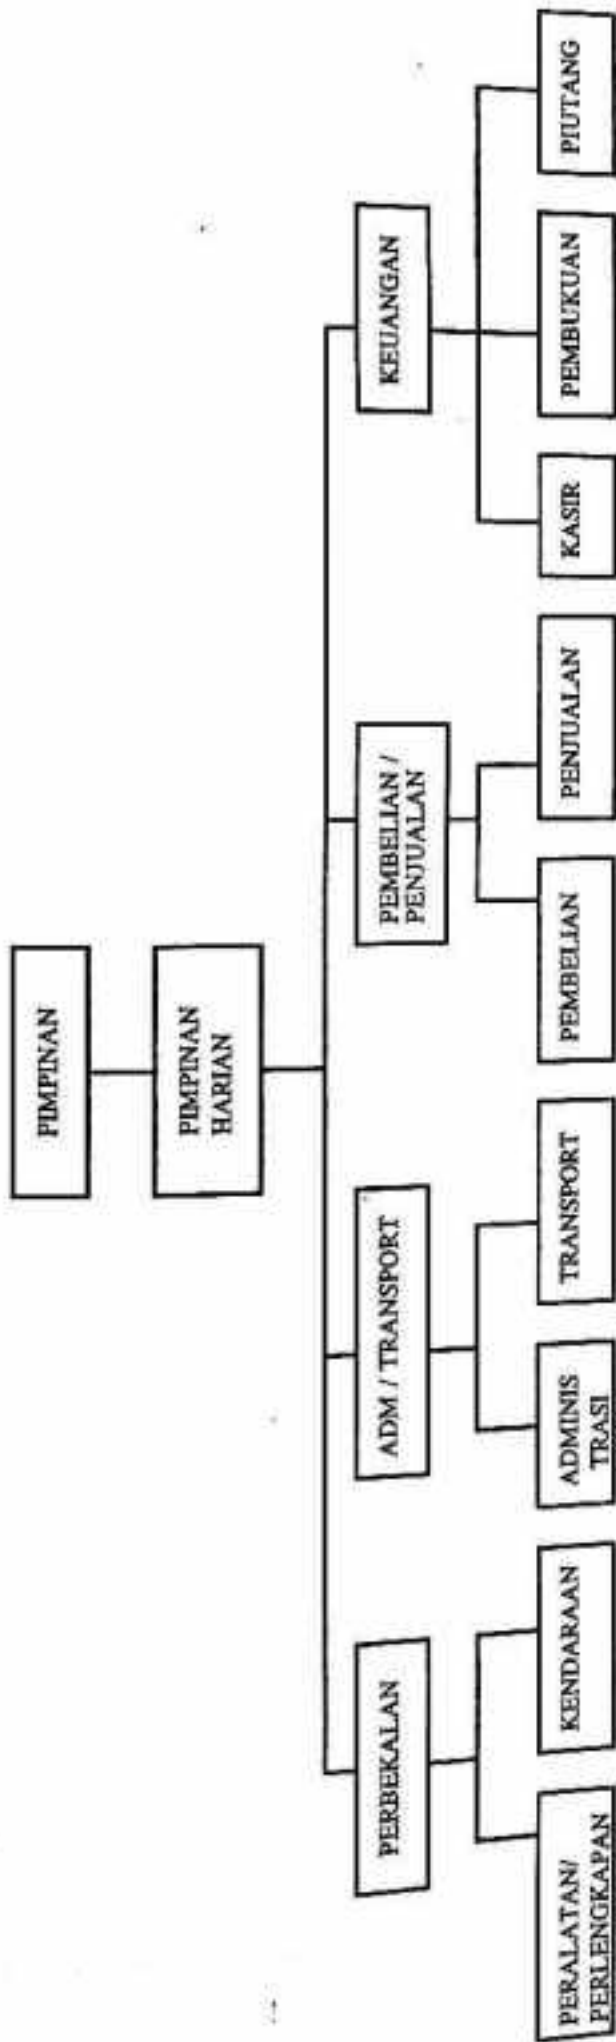 PIMPINAN
PIMPINAN
HARIAN
PERBEKALAN
ADM / TRANSPORT
PEMBELIAN /
PENJUALAN
KEUANGAN
PERALATAN/
PERLENGKAPAN
KENDARAAN
ADMINIS
TRASI
TRANSPORT
PEMBELIAN
PENJUALAN
KASIR
PEMBUKUAN
PIUTANG